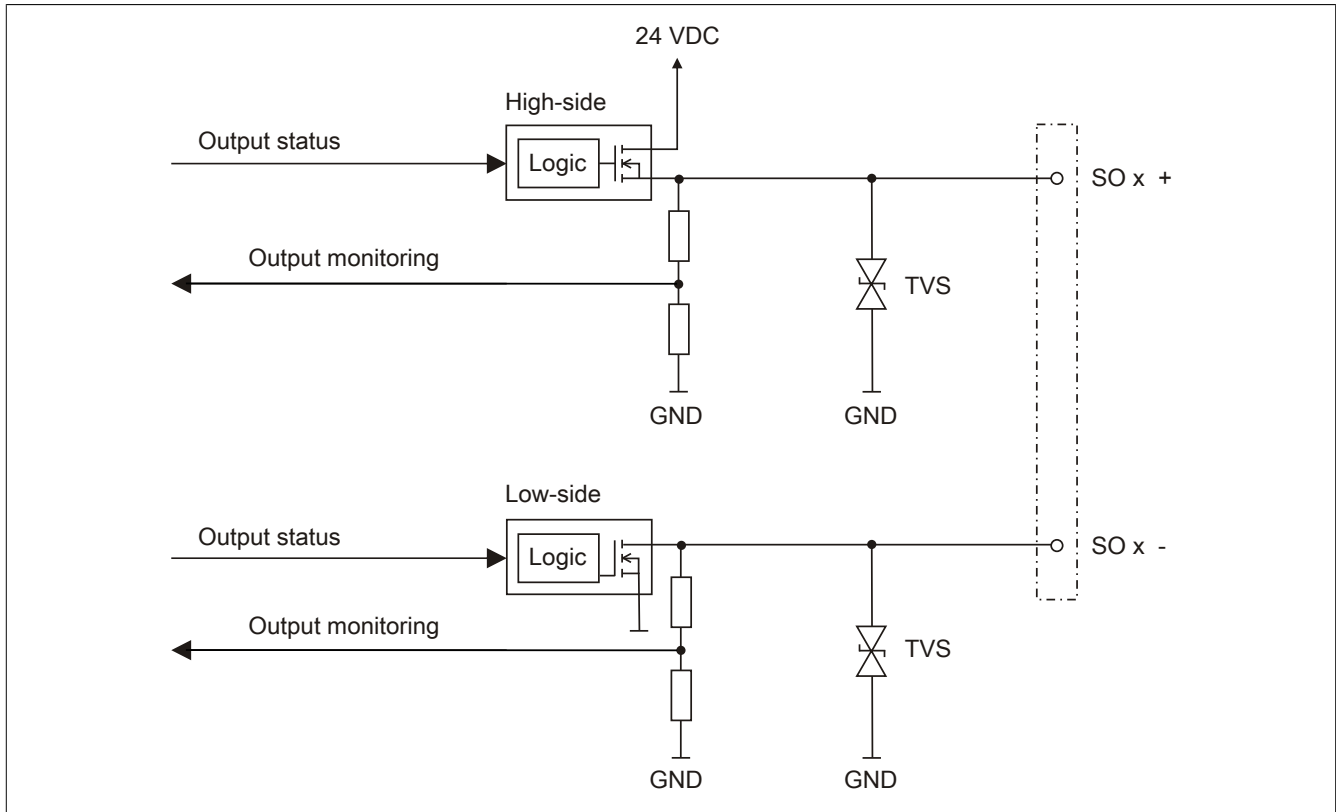 24 VDC
High-side
Output status
Logic
SO x +
Output monitoring
TVS
GND
GND
Low-side
Output status
Logic
SO x -
Output monitoring
TVS
GND
GND